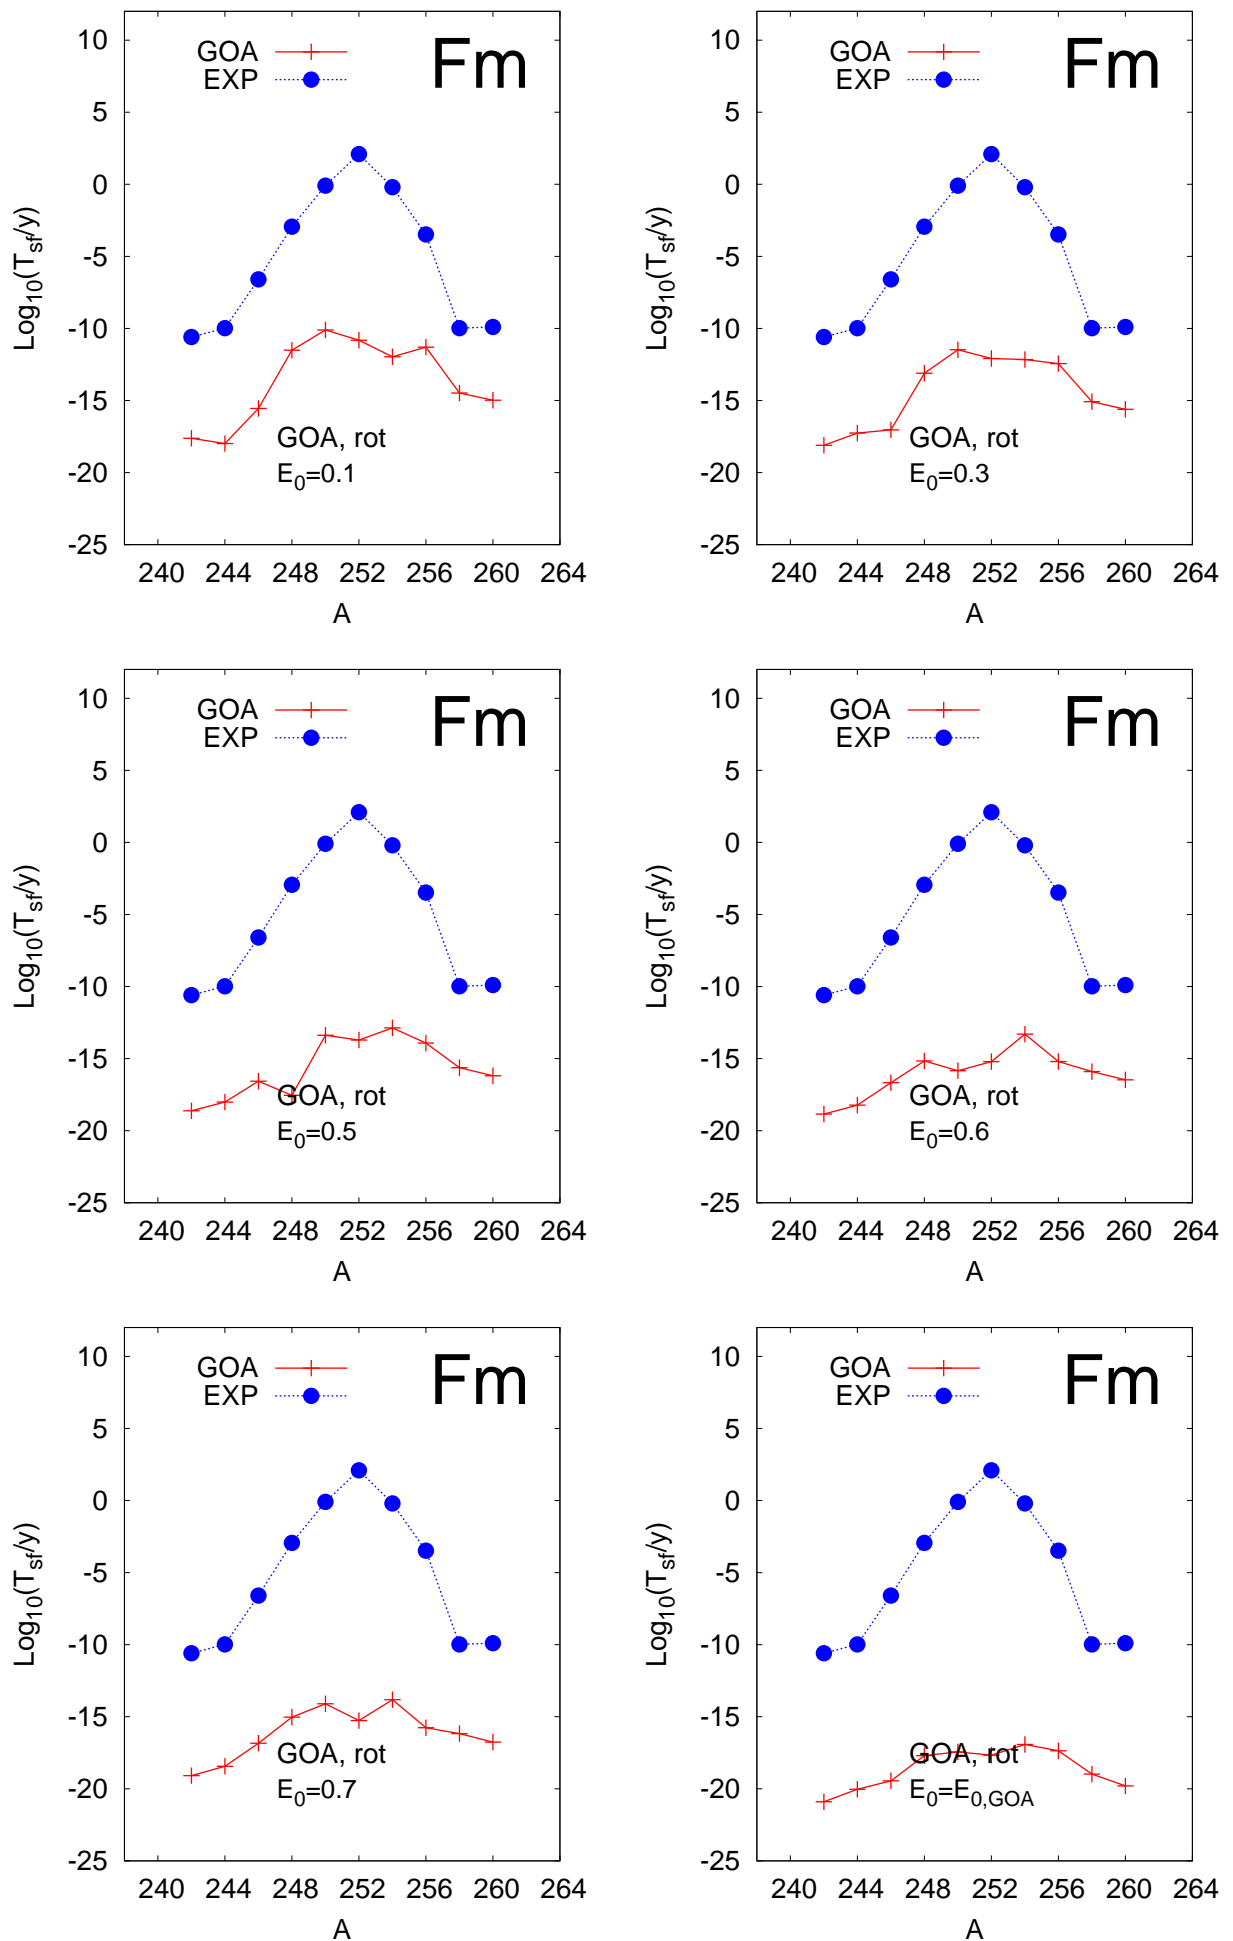 10
5
0
-5
-10
-15
-20
-25
240 244 248 252 256 260 264
Log10(Tsf/y)
A
GOA
EXP
Fm
GOA, rot
E0=0.1
10
5
0
-5
-10
-15
-20
-25
240 244 248 252 256 260 264
Log10(Tsf/y)
A
GOA
EXP
Fm
GOA, rot
E0=0.3
10
5
0
-5
-10
-15
-20
-25
240 244 248 252 256 260 264
Log10(Tsf/y)
A
GOA
EXP
Fm
GOA, rot
E0=0.5
10
5
0
-5
-10
-15
-20
-25
240 244 248 252 256 260 264
Log10(Tsf/y)
A
GOA
EXP
Fm
GOA, rot
E0=0.6
10
5
0
-5
-10
-15
-20
-25
240 244 248 252 256 260 264
Log10(Tsf/y)
A
GOA
EXP
Fm
GOA, rot
E0=0.7
10
5
0
-5
-10
-15
-20
-25
240 244 248 252 256 260 264
Log10(Tsf/y)
A
GOA
EXP
Fm
GOA, rot
E0=E0,GOA